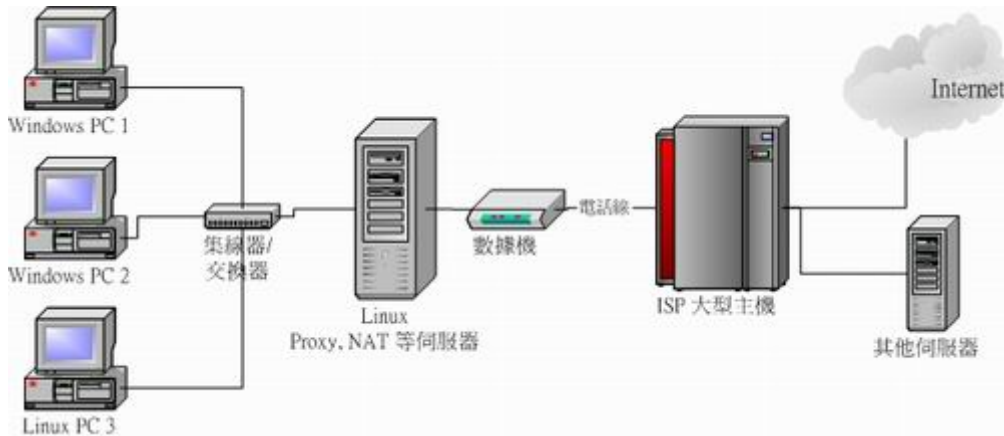 Windows PC 1
Windows PC 2
Linux PC 3
集線器/
交換器
Linux
Proxy, NAT 等伺服器
數據機
電話線
ISP 大型主機
Internet
其他伺服器